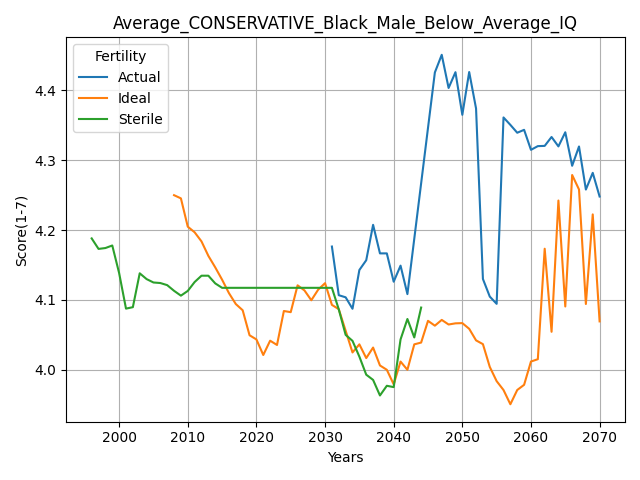 Average_CONSERVATIVE_Black_Male_Below_Average_IQ
Fertility
Actual
Ideal
Sterile
Score(1-7)
4.4
4.3
4.2
4.1
4.0
2000 2010 2020 2030 2040 2050 2060 2070
Years